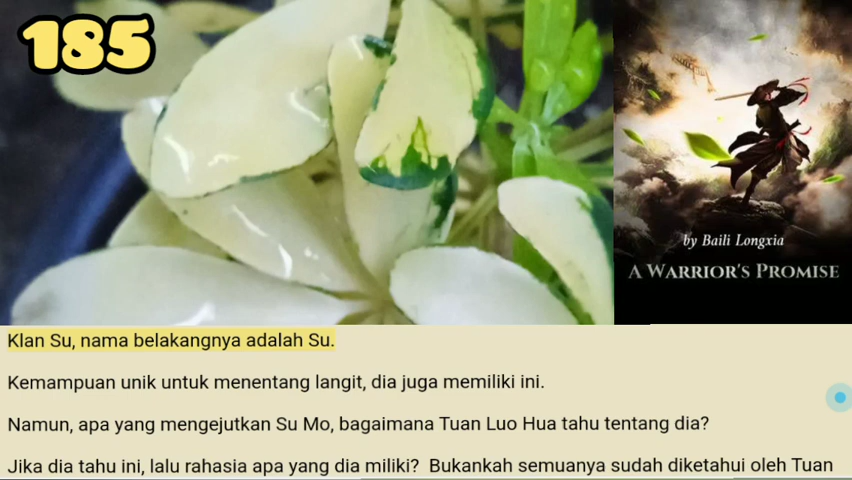 185
by Baili Longxia
A WARRIOR'S PROMISE
Klan Su, nama belakangnya adalah Su.
Kemampuan unik untuk menentang langit, dia juga memiliki ini.
Namun, apa yang mengejutkan Su Mo, bagaimana Tuan Luo Hua tahu tentang dia?
Jika dia tahu ini, lalu rahasia apa yang dia miliki?  Bukankah semuanya sudah diketahui oleh Tuan